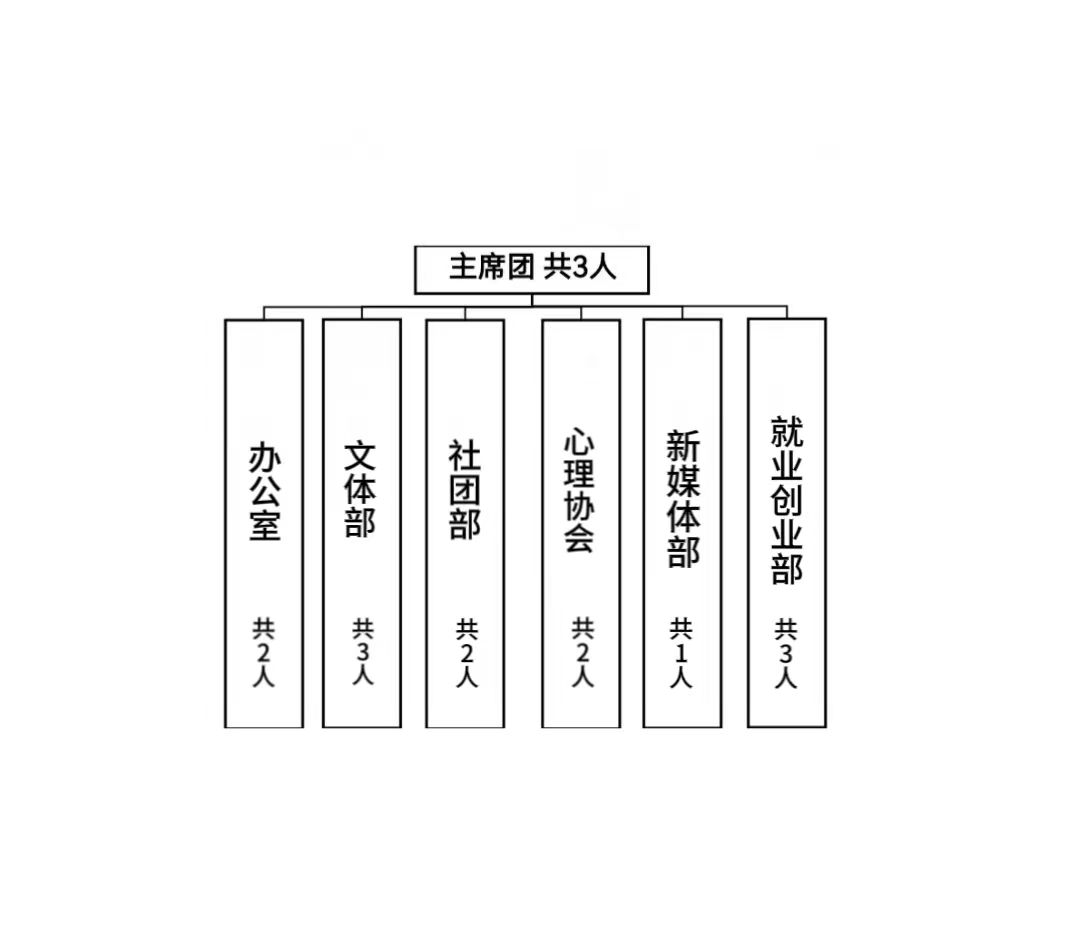 主席团 共3人
办公室
共2人
文体部
共3人
社团部
共2人
心理协会
共2人
新媒体部
共1人
就业创业部
共3人